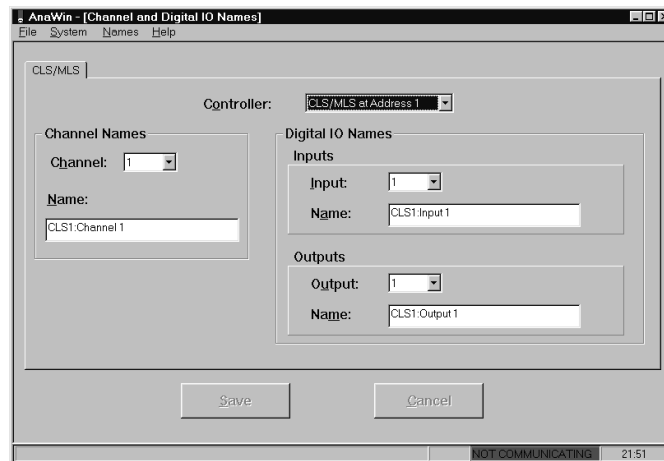 AnaWin - [Channel and Digital IO Names]
File System Names Help
CLS/MLS
Controller: CLS/MLS at Address 1
Channel Names
Channel: 1
Name:
CLS1:Channel 1
Digital IO Names
Inputs
Input: 1
Name: CLS1:Input 1
Outputs
Output: 1
Name: CLS1:Output 1
Save Cancel
NOT COMMUNICATING 21:51